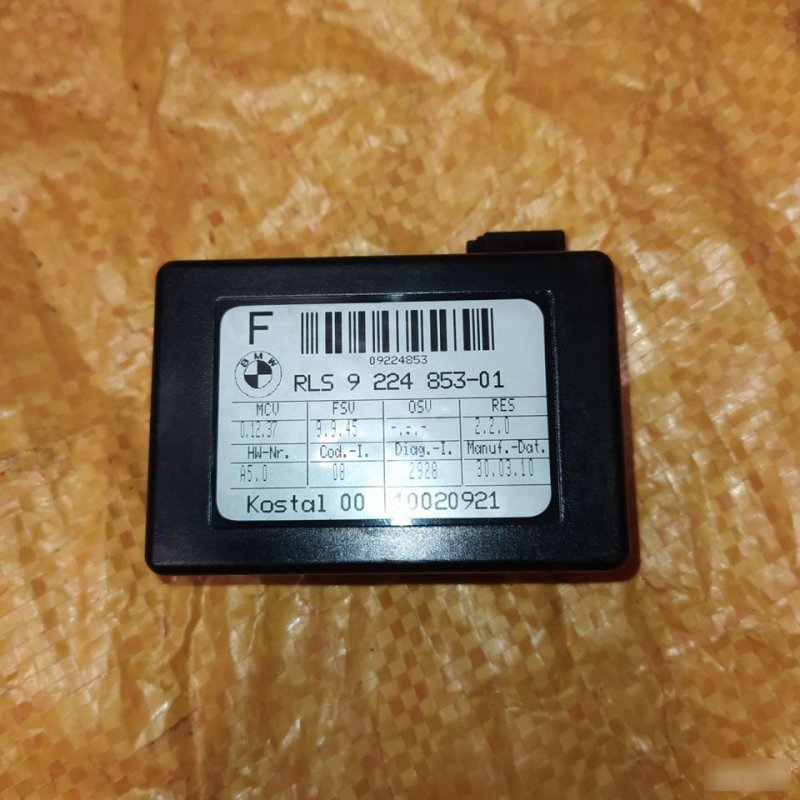 F
09224853
BMW
RLS 9 224 853-01
MCV FSV OSV RES
0.12.37 9.9.45 -.-.- 2.2.0
HW-Nr. Cod.-I. Diag.-I. Manuf.-Dat.
A5.0 08 2928 30.03.10
Kostal 00 10020921